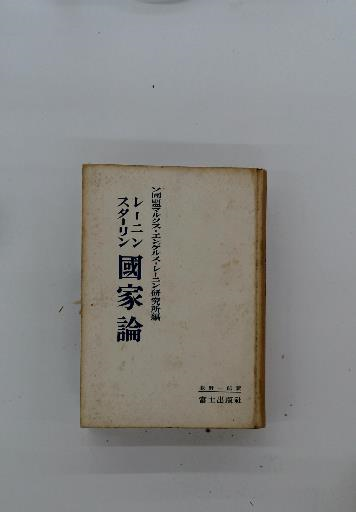 ソ同盟マルクス・エンゲルス・レーニン研究所編
レーニン
スターリン
國家論
富士出版社